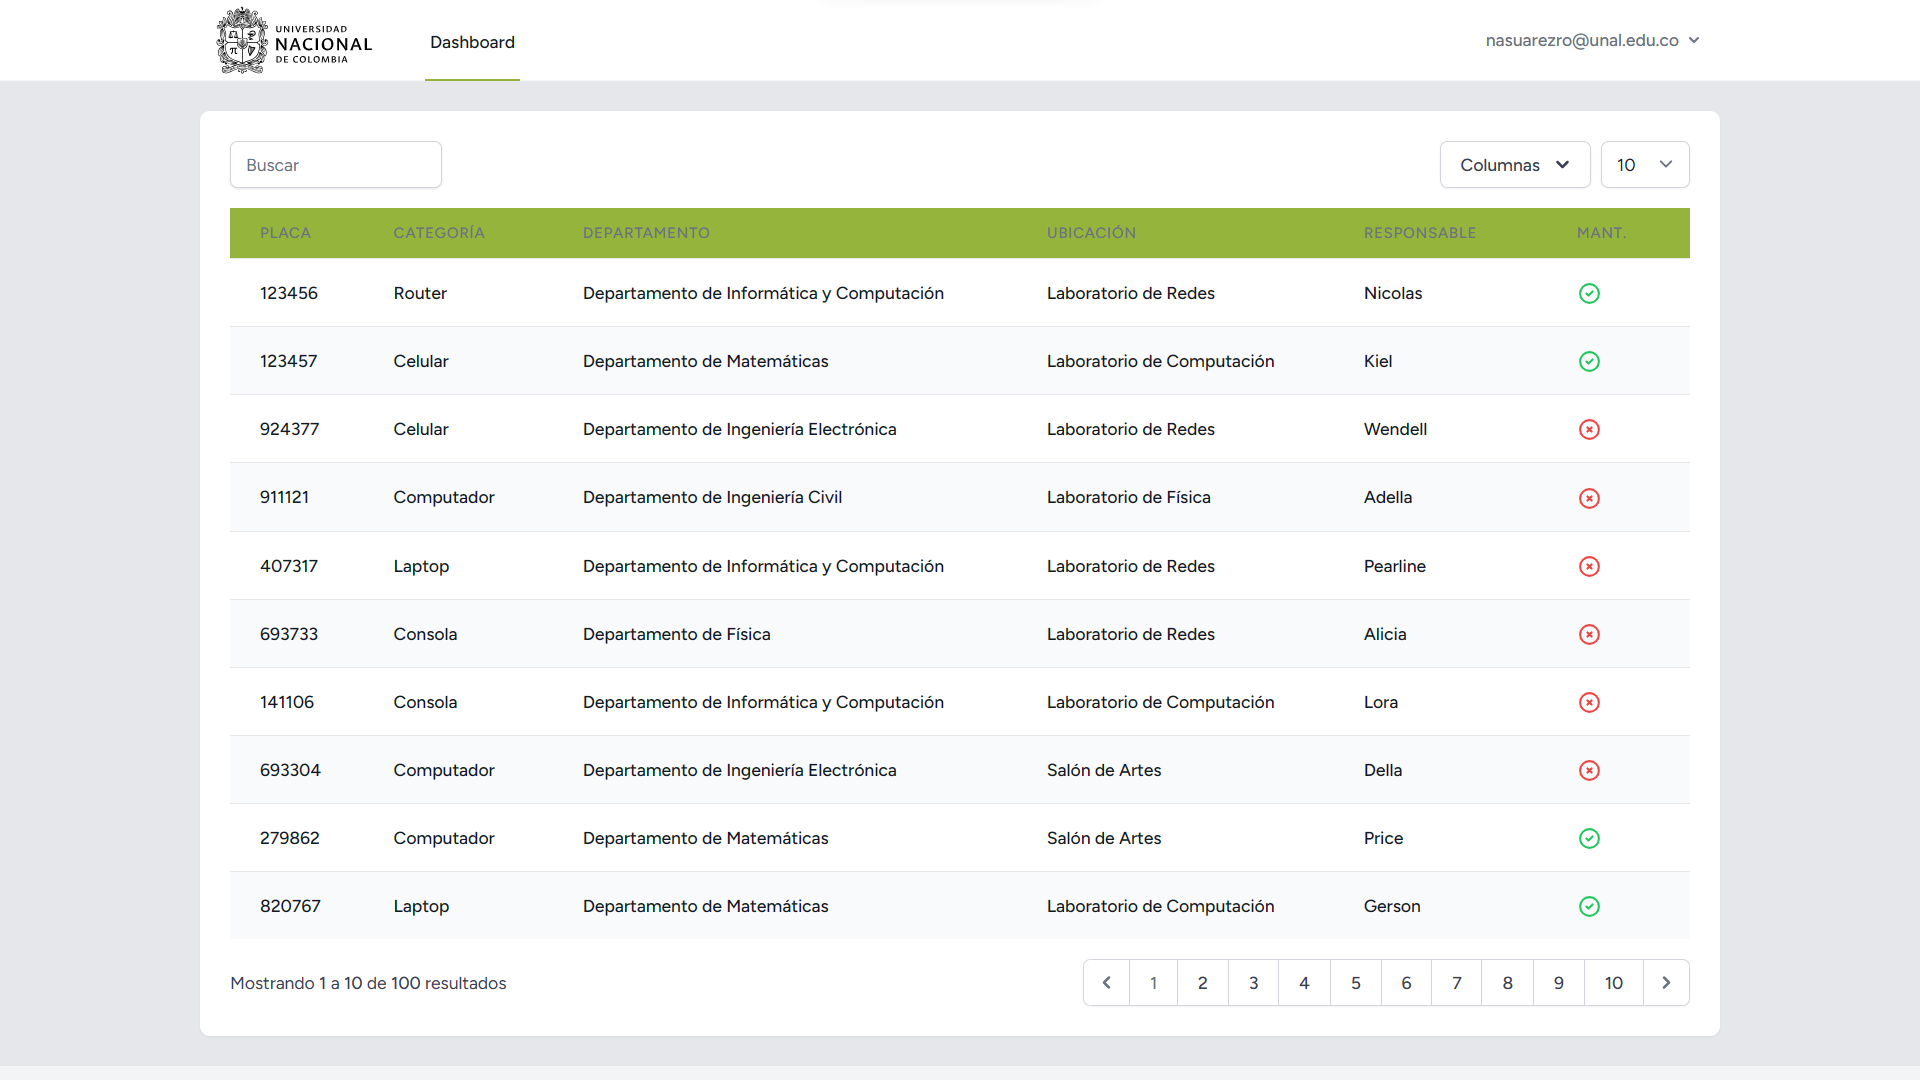 UNIVERSIDAD
NACIONAL
DE COLOMBIA
Dashboard
nasuarezro@unal.edu.co
Buscar
Columnas
10
PLACA CATEGORÍA DEPARTAMENTO UBICACIÓN RESPONSABLE MANT.
123456 Router Departamento de Informática y Computación Laboratorio de Redes Nicolas
123457 Celular Departamento de Matemáticas Laboratorio de Computación Kiel
924377 Celular Departamento de Ingeniería Electrónica Laboratorio de Redes Wendell
911121 Computador Departamento de Ingeniería Civil Laboratorio de Física Adella
407317 Laptop Departamento de Informática y Computación Laboratorio de Redes Pearline
693733 Consola Departamento de Física Laboratorio de Redes Alicia
141106 Consola Departamento de Informática y Computación Laboratorio de Computación Lora
693304 Computador Departamento de Ingeniería Electrónica Salón de Artes Della
279862 Computador Departamento de Matemáticas Salón de Artes Price
820767 Laptop Departamento de Matemáticas Laboratorio de Computación Gerson
Mostrando 1 a 10 de 100 resultados
1 2 3 4 5 6 7 8 9 10